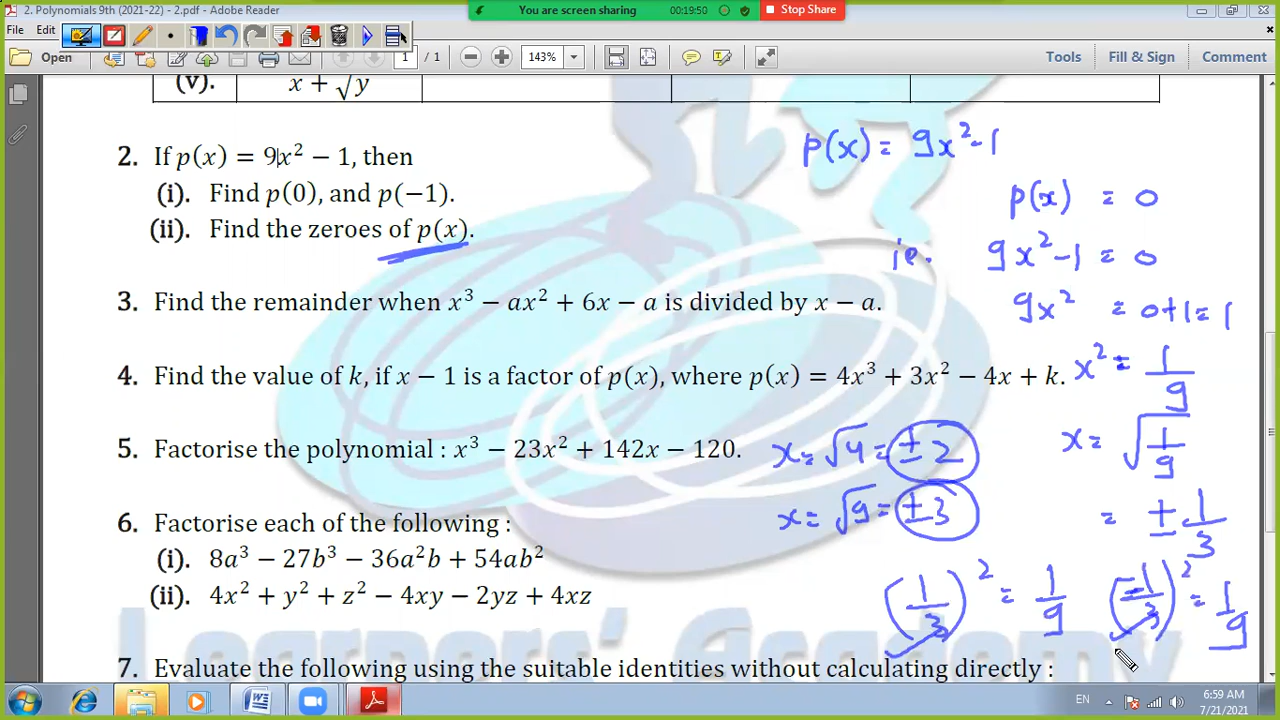 2. Polynomials 9th (2021-22) - 2.pdf - Adobe Reader
You are screen sharing
00:19:50
Stop Share
File Edit
Open
1 / 1
143%
Tools
Fill & Sign
Comment
(v). x + √y
2. If p(x) = 9x² − 1, then
(i). Find p(0), and p(−1).
(ii). Find the zeroes of p(x).
3. Find the remainder when x³ − ax² + 6x − a is divided by x − a.
4. Find the value of k, if x − 1 is a factor of p(x), where p(x) = 4x³ + 3x² − 4x + k.
5. Factorise the polynomial : x³ − 23x² + 142x − 120.
6. Factorise each of the following :
(i). 8a³ − 27b³ − 36a²b + 54ab²
(ii). 4x² + y² + z² − 4xy − 2yz + 4xz
7. Evaluate the following using the suitable identities without calculating directly :
p(x) = 9x²-1
p(x) = 0
ie. 9x²-1 = 0
9x² = 0+1 = 1
x² = 1/9
x = √1/9
= ± 1/3
x = √4 = ± 2
x = √9 = ± 3
(1/3)² = 1/9
(-1/3)² = 1/9
Learners' Academy
EN
6:59 AM
7/21/2021